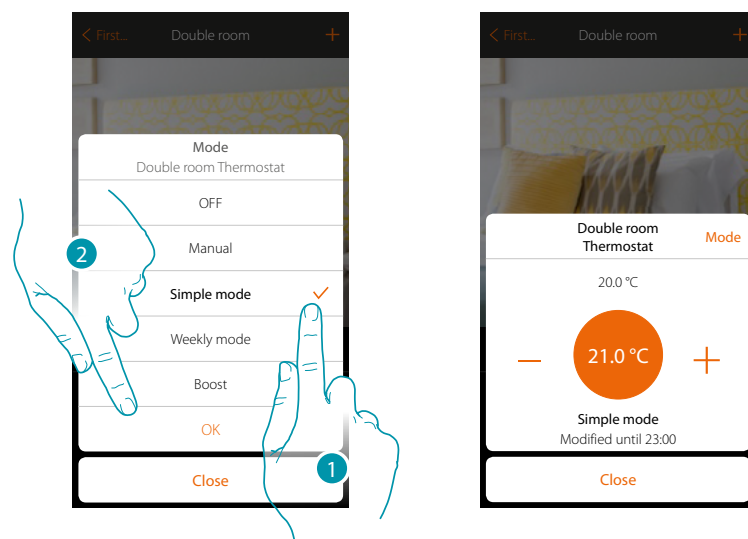 < First... Double room +
Mode
Double room Thermostat
OFF
Manual
2
Simple mode
Weekly mode
Boost
OK
1
Close
< First... Double room +
Double room
Thermostat
Mode
20.0 °C
— 21.0 °C +
Simple mode
Modified until 23:00
Close